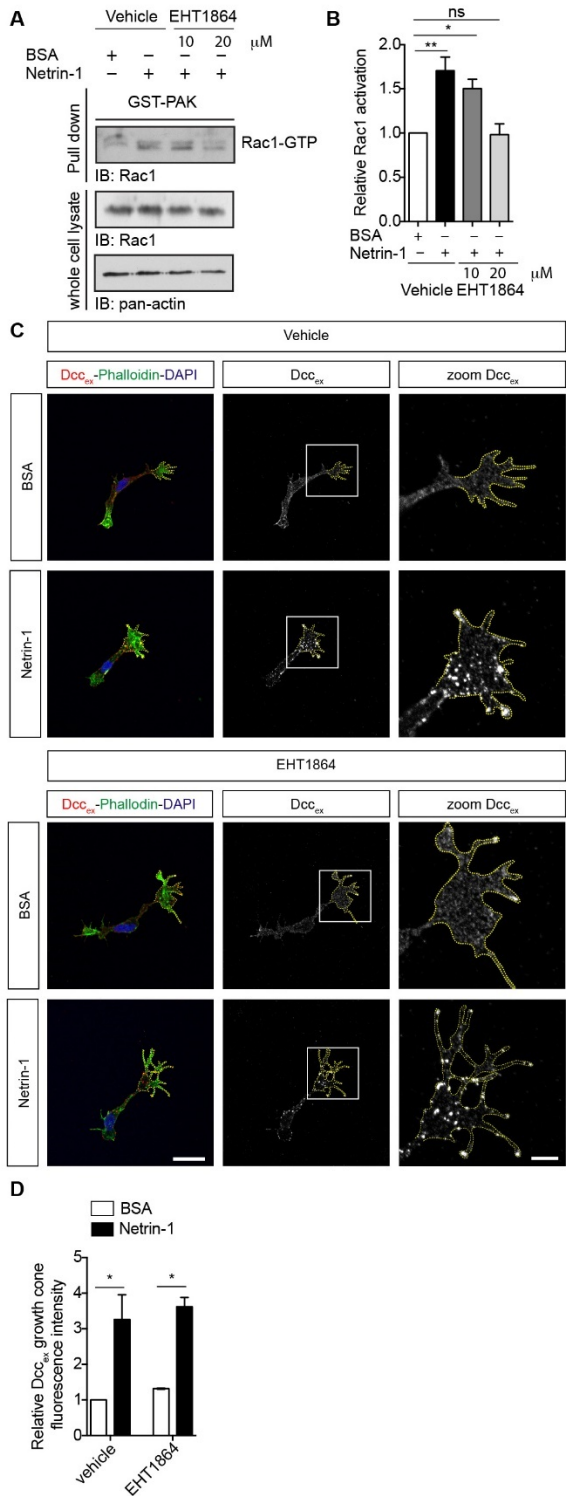 A
Vehicle EHT1864
10 20 μM
BSA + – – –
Netrin-1 – + + +
GST-PAK
Pull down
Rac1-GTP
IB: Rac1
whole cell lysate
IB: Rac1
IB: pan-actin
B
ns
*
**
Relative Rac1 activation
2.0
1.5
1.0
0.5
0.0
BSA + – – –
Netrin-1 – + + +
10 20 μM
Vehicle EHT1864
C
Vehicle
Dccex-Phalloidin-DAPI Dccex zoom Dccex
BSA
Netrin-1
EHT1864
Dccex-Phallodin-DAPI Dccex zoom Dccex
BSA
Netrin-1
D
BSA
Netrin-1
Relative Dccex growth cone
fluorescence intensity
5
4
3
2
1
0
* *
vehicle EHT1864